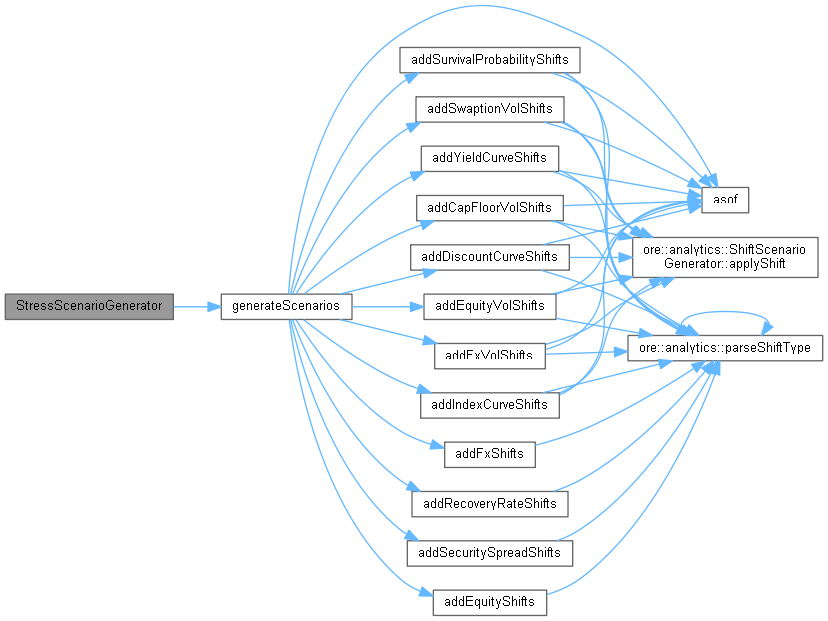 StressScenarioGenerator
generateScenarios
addSurvivalProbabilityShifts
addSwaptionVolShifts
addYieldCurveShifts
addCapFloorVolShifts
addDiscountCurveShifts
addEquityVolShifts
addFxVolShifts
addIndexCurveShifts
addFxShifts
addRecoveryRateShifts
addSecuritySpreadShifts
addEquityShifts
asof
ore::analytics::ShiftScenario
Generator::applyShift
ore::analytics::parseShiftType